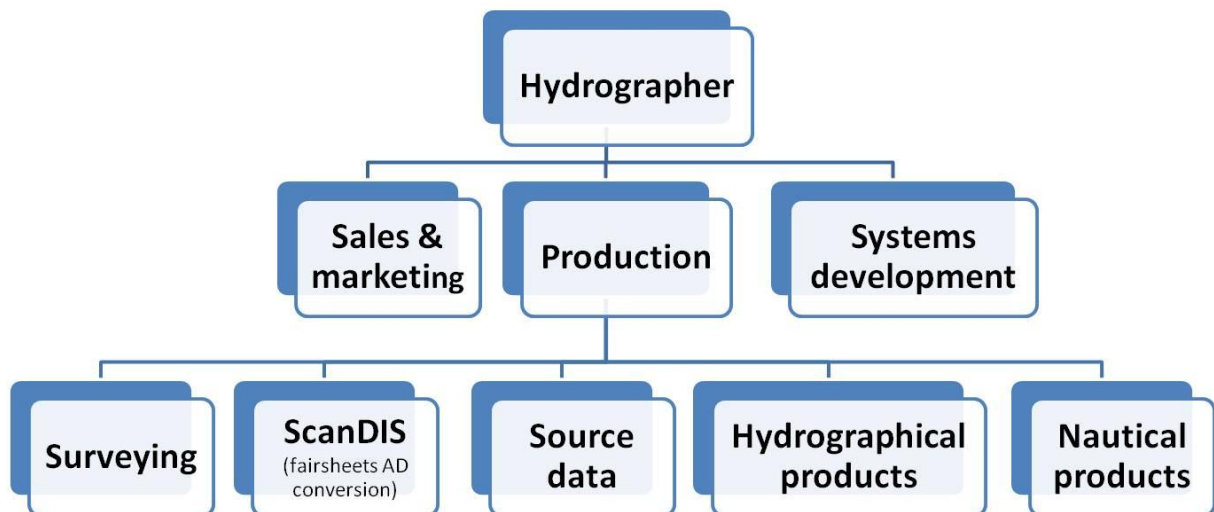 Hydrographer
Sales &
marketing
Production
Systems
development
Surveying
ScanDIS
(fairsheets AD
conversion)
Source
data
Hydrographical
products
Nautical
products